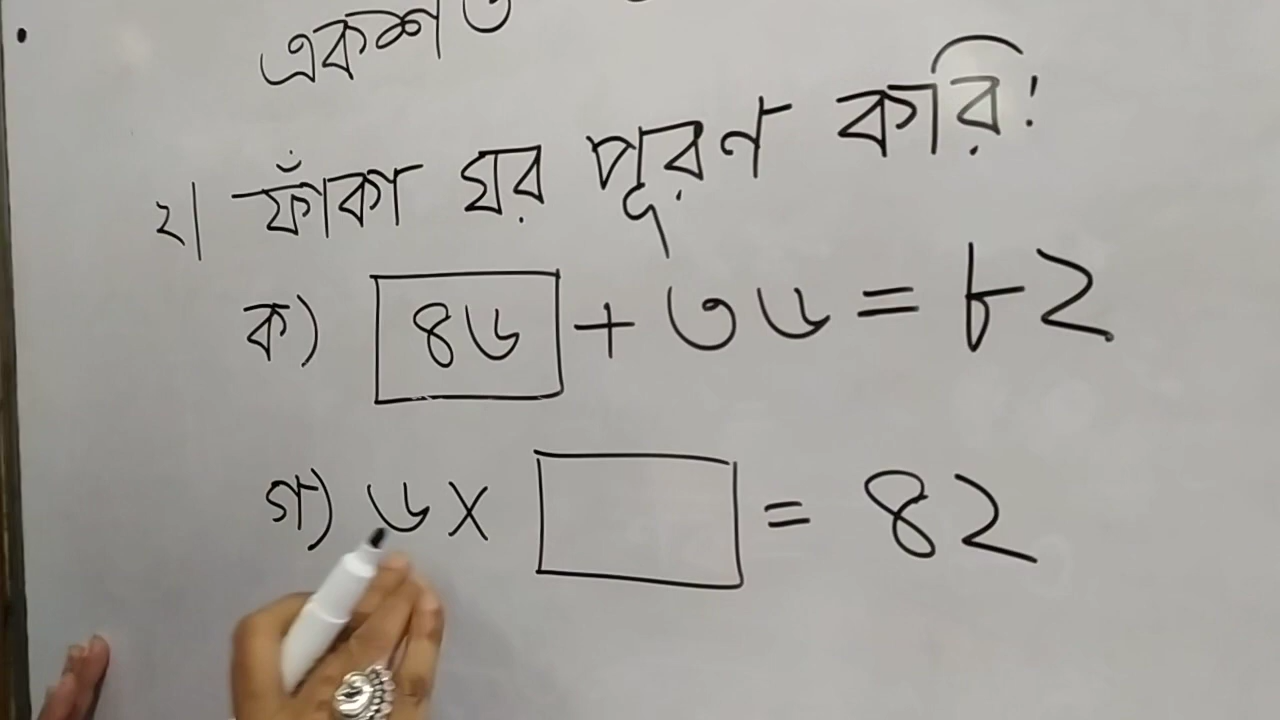 একশত
২। ফাঁকা ঘর পূরণ করি:
ক) ৪৬ + ৩৬ = ৮২
গ) ৬ x = ৪২